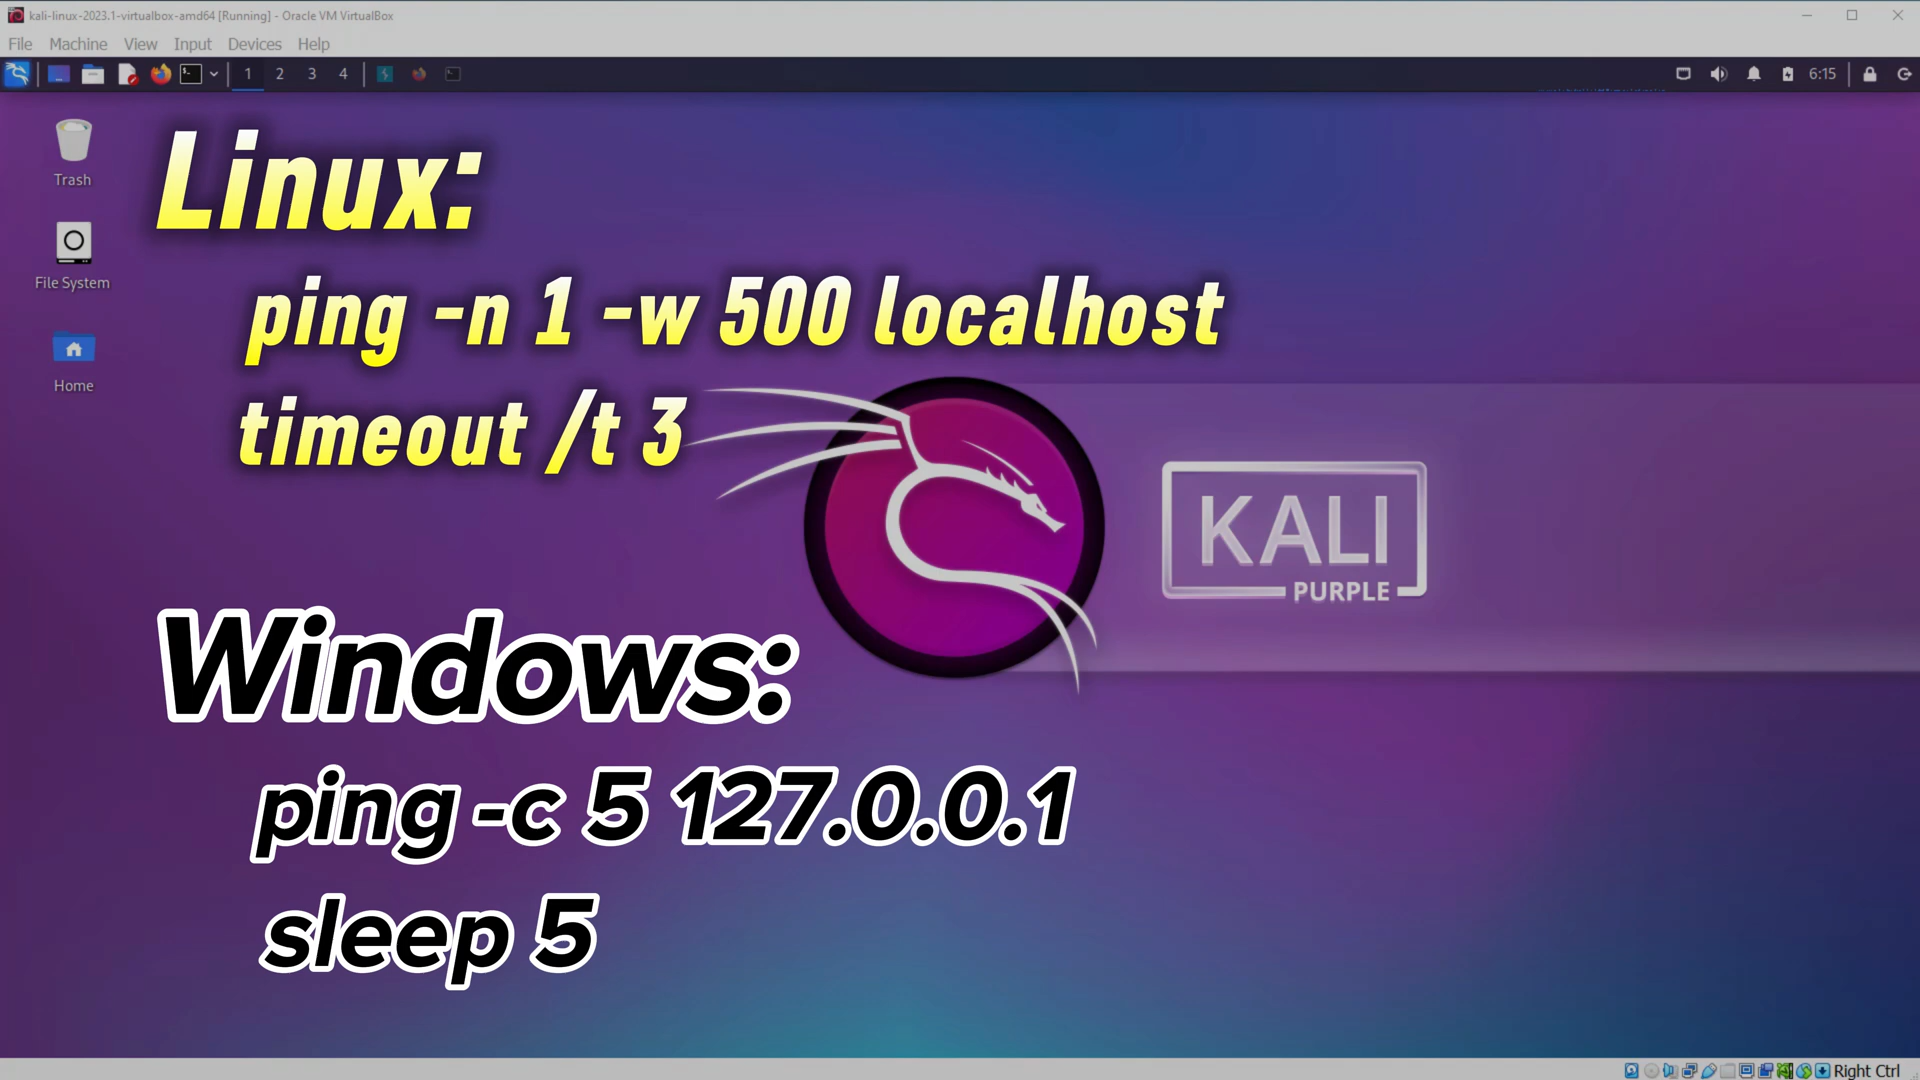 kali-linux-2023.1-virtualbox-amd64 [Running] - Oracle VM VirtualBox
File Machine View Input Devices Help
1 2 3 4 6:15
Trash
File System
Home
Linux:
ping -n 1 -w 500 localhost
timeout /t 3
KALI
PURPLE
Windows:
ping -c 5 127.0.0.1
sleep 5
Right Ctrl